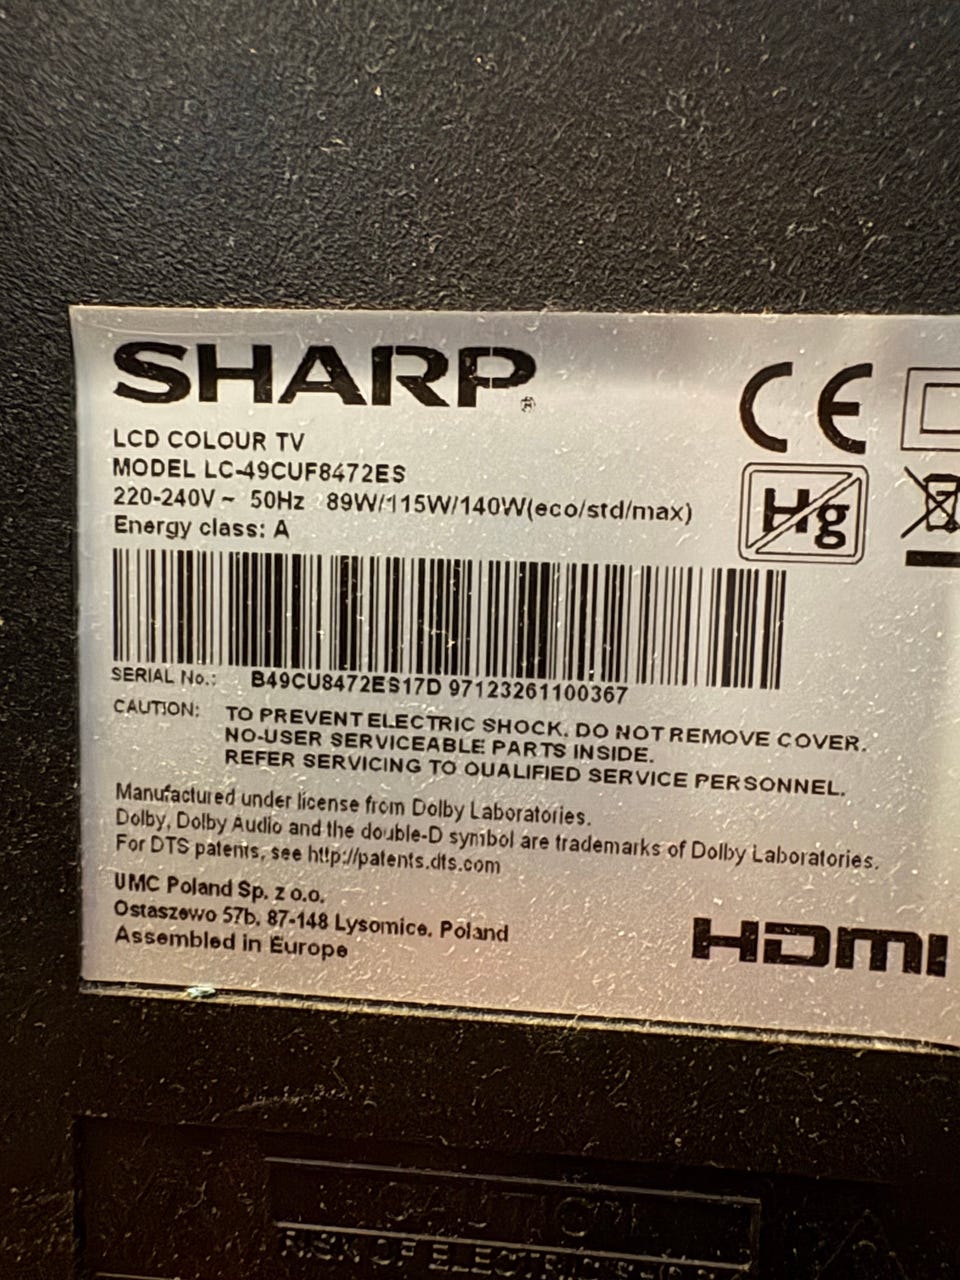 SHARP®
LCD COLOUR TV
MODEL LC-49CUF8472ES
220-240V ~ 50Hz 89W/115W/140W(eco/std/max)
Energy class: A
CE
Hg
SERIAL No.: B49CU8472ES17D 97123261100367
CAUTION: TO PREVENT ELECTRIC SHOCK. DO NOT REMOVE COVER.
NO-USER SERVICEABLE PARTS INSIDE.
REFER SERVICING TO QUALIFIED SERVICE PERSONNEL.
Manufactured under license from Dolby Laboratories.
Dolby, Dolby Audio and the double-D symbol are trademarks of Dolby Laboratories.
For DTS patents, see http://patents.dts.com
UMC Poland Sp. z o.o.
Ostaszewo 57b, 87-148 Lysomice, Poland
Assembled in Europe
HDMI
CAUTION
RISK OF ELECTRIC